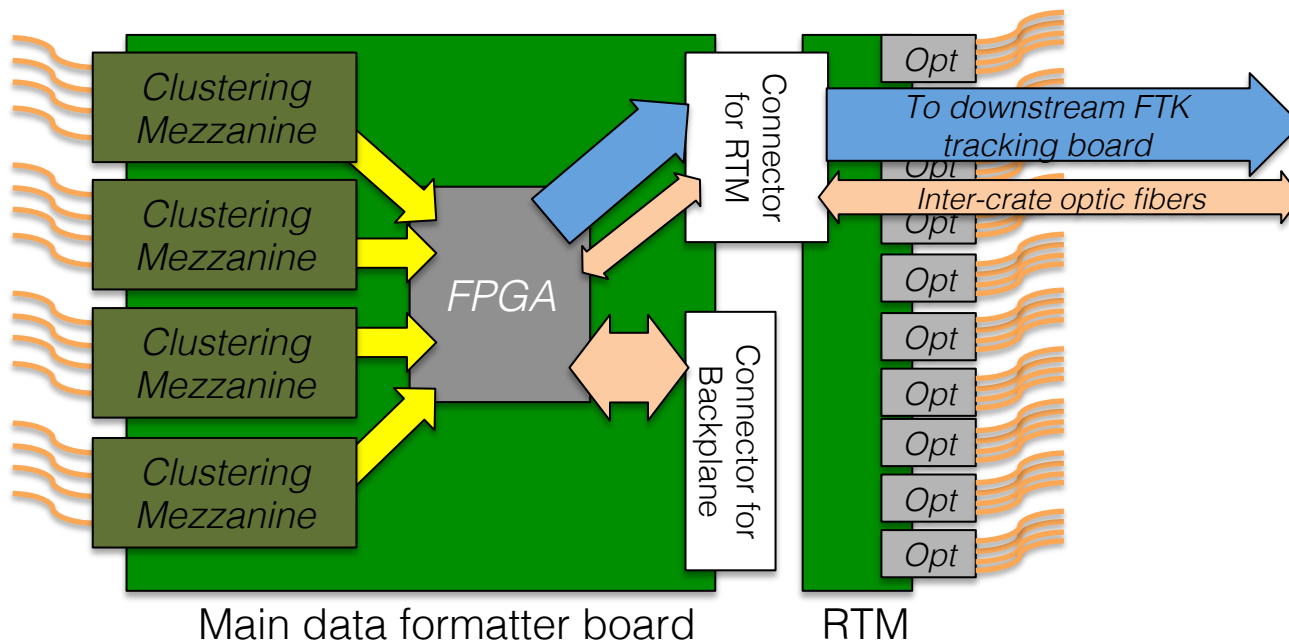 Clustering
Mezzanine
Clustering
Mezzanine
Clustering
Mezzanine
Clustering
Mezzanine
FPGA
Connector
for RTM
Connector for
Backplane
Opt
To downstream FTK
tracking board
Opt
Inter-crate optic fibers
Opt
Opt
Opt
Opt
Opt
Opt
Opt
Main data formatter board
RTM